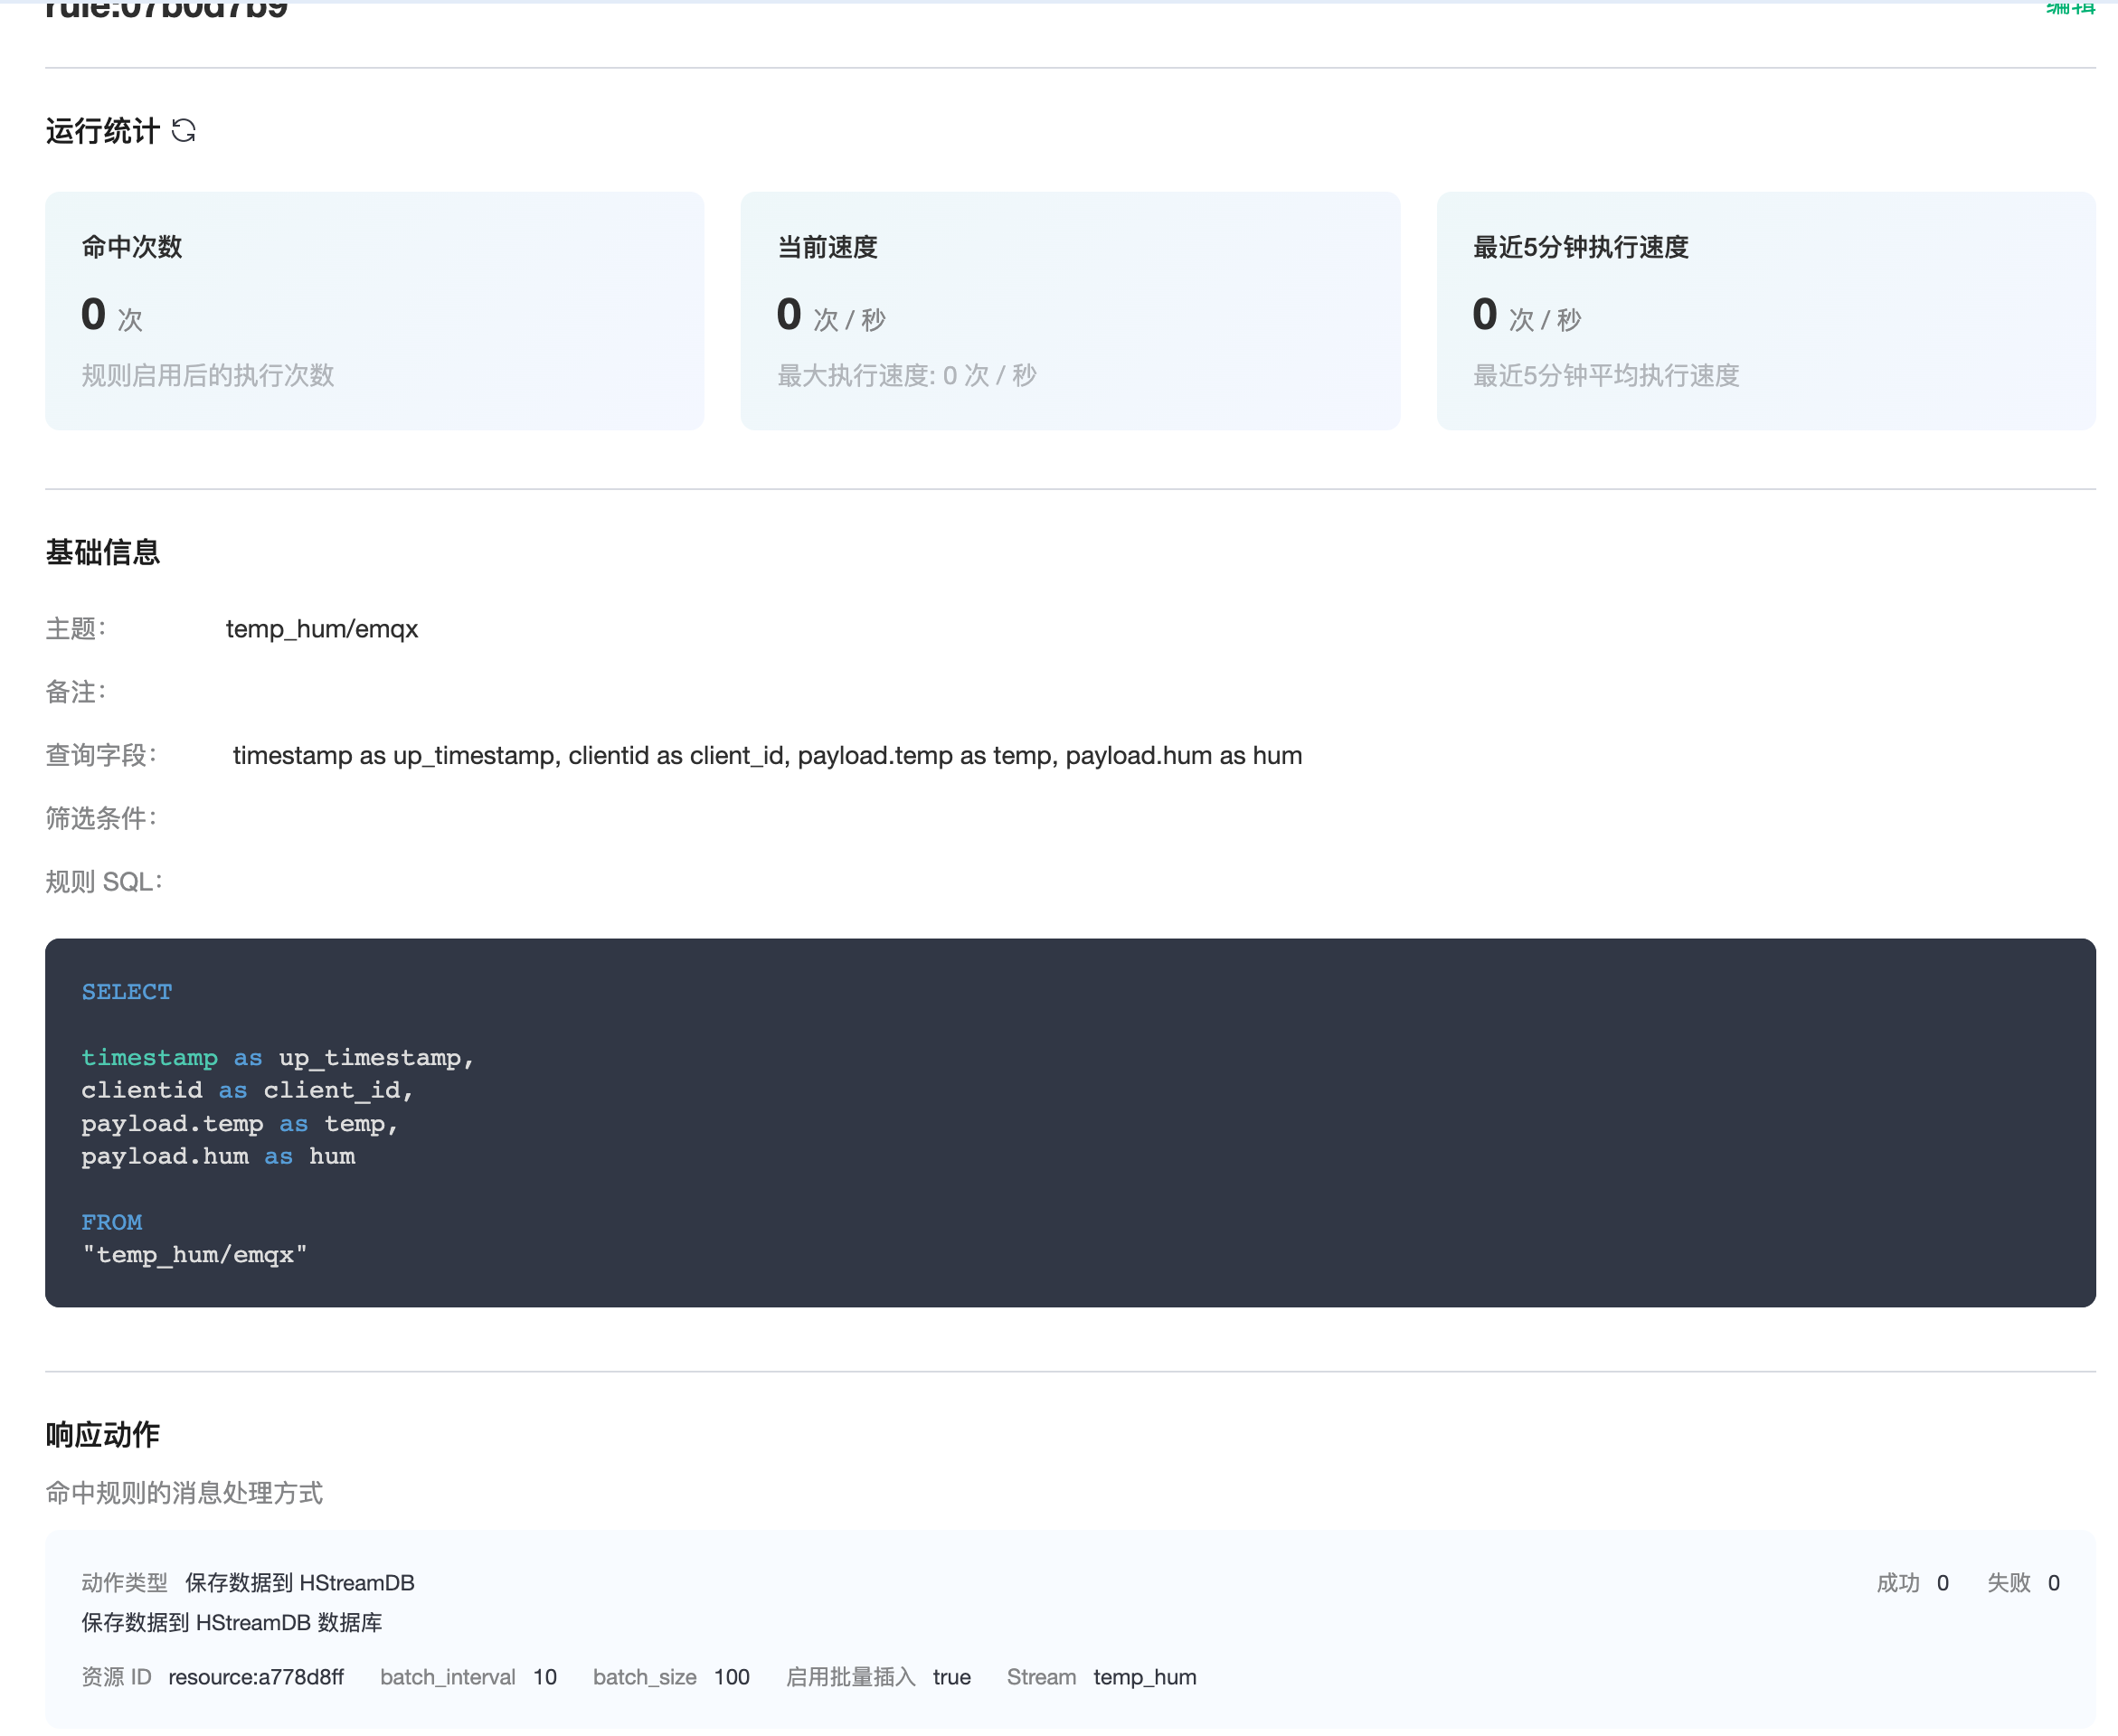 rule:07b0d7b9 编辑
运行统计
命中次数 当前速度 最近5分钟执行速度
0 次 0 次 / 秒 0 次 / 秒
规则启用后的执行次数 最大执行速度: 0 次 / 秒 最近5分钟平均执行速度
基础信息
主题： temp_hum/emqx
备注：
查询字段： timestamp as up_timestamp, clientid as client_id, payload.temp as temp, payload.hum as hum
筛选条件：
规则 SQL：
SELECT
timestamp as up_timestamp,
clientid as client_id,
payload.temp as temp,
payload.hum as hum
FROM
"temp_hum/emqx"
响应动作
命中规则的消息处理方式
动作类型 保存数据到 HStreamDB 成功 0 失败 0
保存数据到 HStreamDB 数据库
资源 ID resource:a778d8ff batch_interval 10 batch_size 100 启用批量插入 true Stream temp_hum